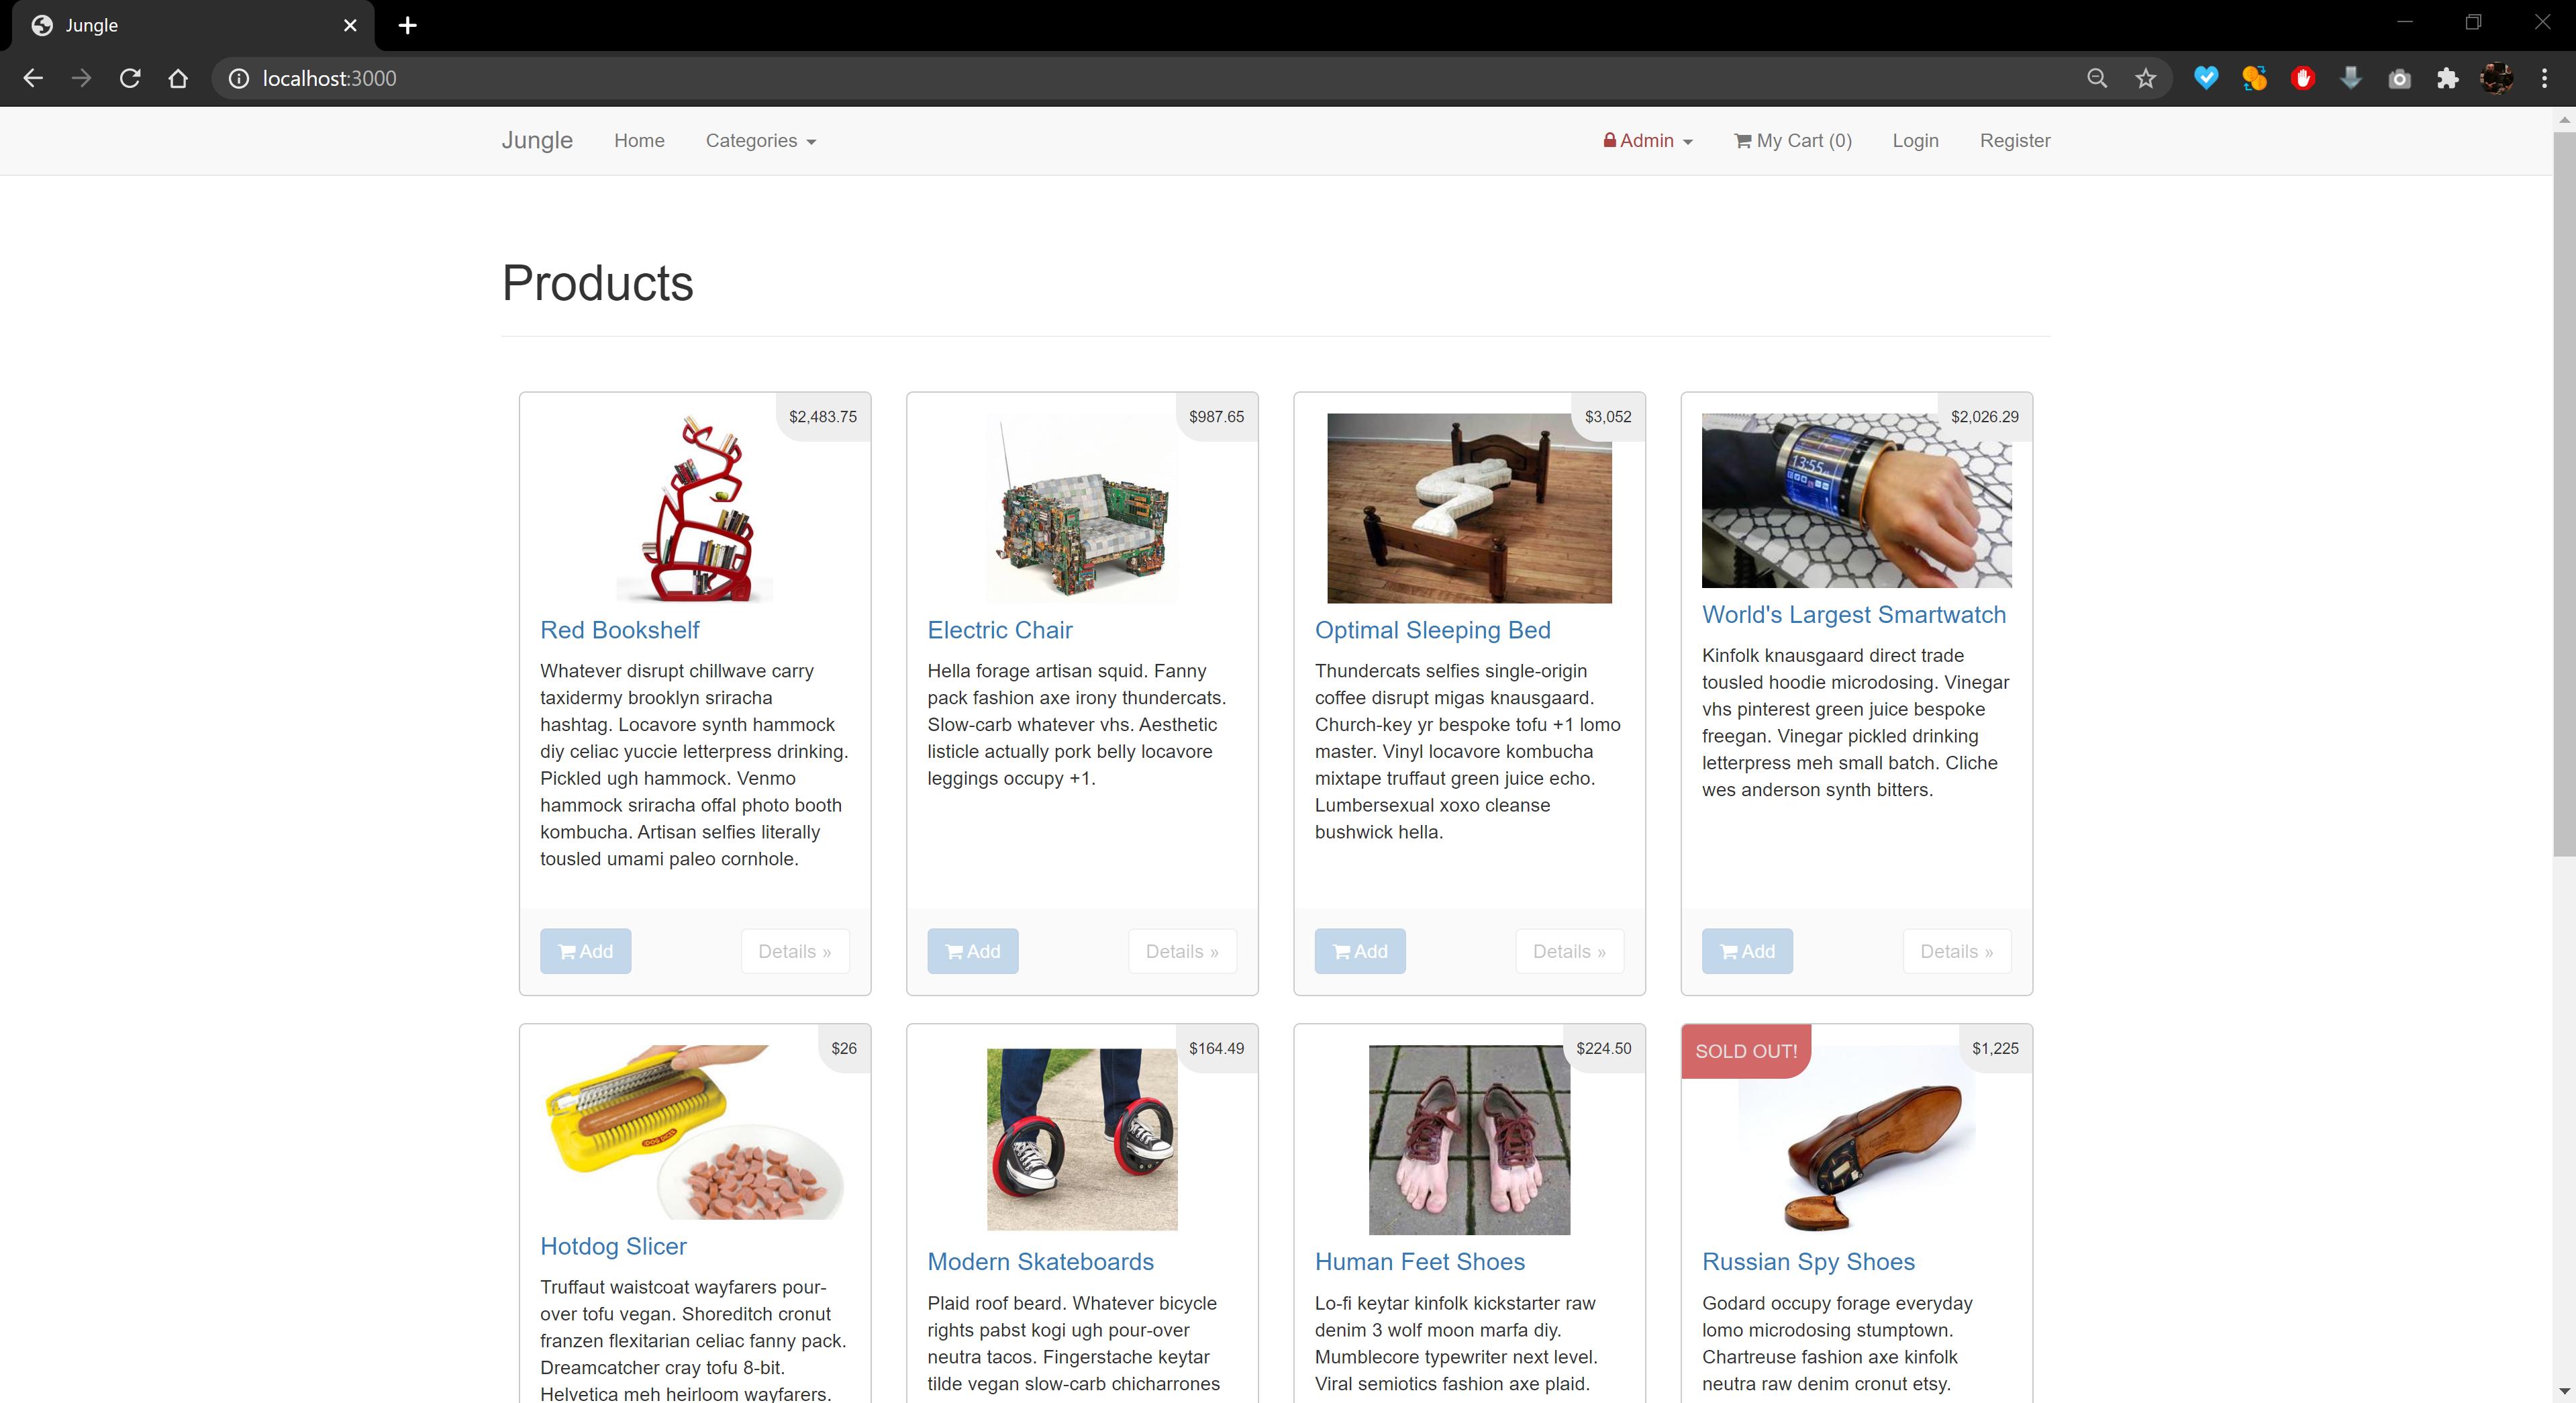 Jungle
localhost:3000
Jungle Home Categories Admin My Cart (0) Login Register
Products
$2,483.75
Red Bookshelf
Whatever disrupt chillwave carry
taxidermy brooklyn sriracha
hashtag. Locavore synth hammock
diy celiac yuccie letterpress drinking.
Pickled ugh hammock. Venmo
hammock sriracha offal photo booth
kombucha. Artisan selfies literally
tousled umami paleo cornhole.
Add Details »
$987.65
Electric Chair
Hella forage artisan squid. Fanny
pack fashion axe irony thundercats.
Slow-carb whatever vhs. Aesthetic
listicle actually pork belly locavore
leggings occupy +1.
Add Details »
$3,052
Optimal Sleeping Bed
Thundercats selfies single-origin
coffee disrupt migas knausgaard.
Church-key yr bespoke tofu +1 lomo
master. Vinyl locavore kombucha
mixtape truffaut green juice echo.
Lumbersexual xoxo cleanse
bushwick hella.
Add Details »
$2,026.29
13:55
World's Largest Smartwatch
Kinfolk knausgaard direct trade
tousled hoodie microdosing. Vinegar
vhs pinterest green juice bespoke
freegan. Vinegar pickled drinking
letterpress meh small batch. Cliche
wes anderson synth bitters.
Add Details »
$26
Hotdog Slicer
Truffaut waistcoat wayfarers pour-
over tofu vegan. Shoreditch cronut
franzen flexitarian celiac fanny pack.
Dreamcatcher cray tofu 8-bit.
Helvetica meh heirloom wayfarers.
$164.49
Modern Skateboards
Plaid roof beard. Whatever bicycle
rights pabst kogi ugh pour-over
neutra tacos. Fingerstache keytar
tilde vegan slow-carb chicharrones
$224.50
Human Feet Shoes
Lo-fi keytar kinfolk kickstarter raw
denim 3 wolf moon marfa diy.
Mumblecore typewriter next level.
Viral semiotics fashion axe plaid.
SOLD OUT!
$1,225
Russian Spy Shoes
Godard occupy forage everyday
lomo microdosing stumptown.
Chartreuse fashion axe kinfolk
neutra raw denim cronut etsy.